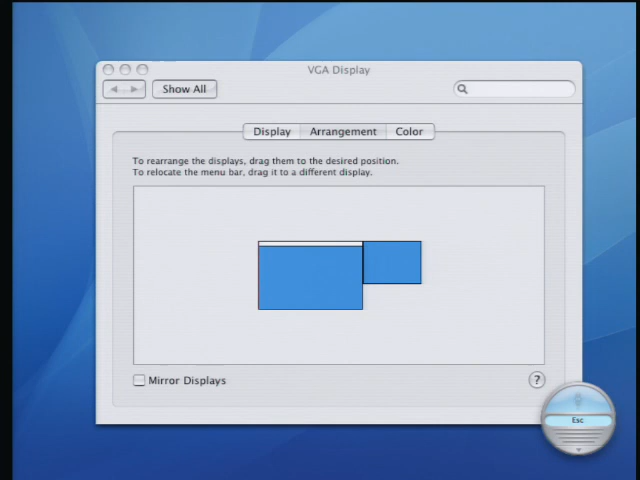 VGA Display
Show All
Display Arrangement Color
To rearrange the displays, drag them to the desired position.
To relocate the menu bar, drag it to a different display.
Mirror Displays
?
Esc